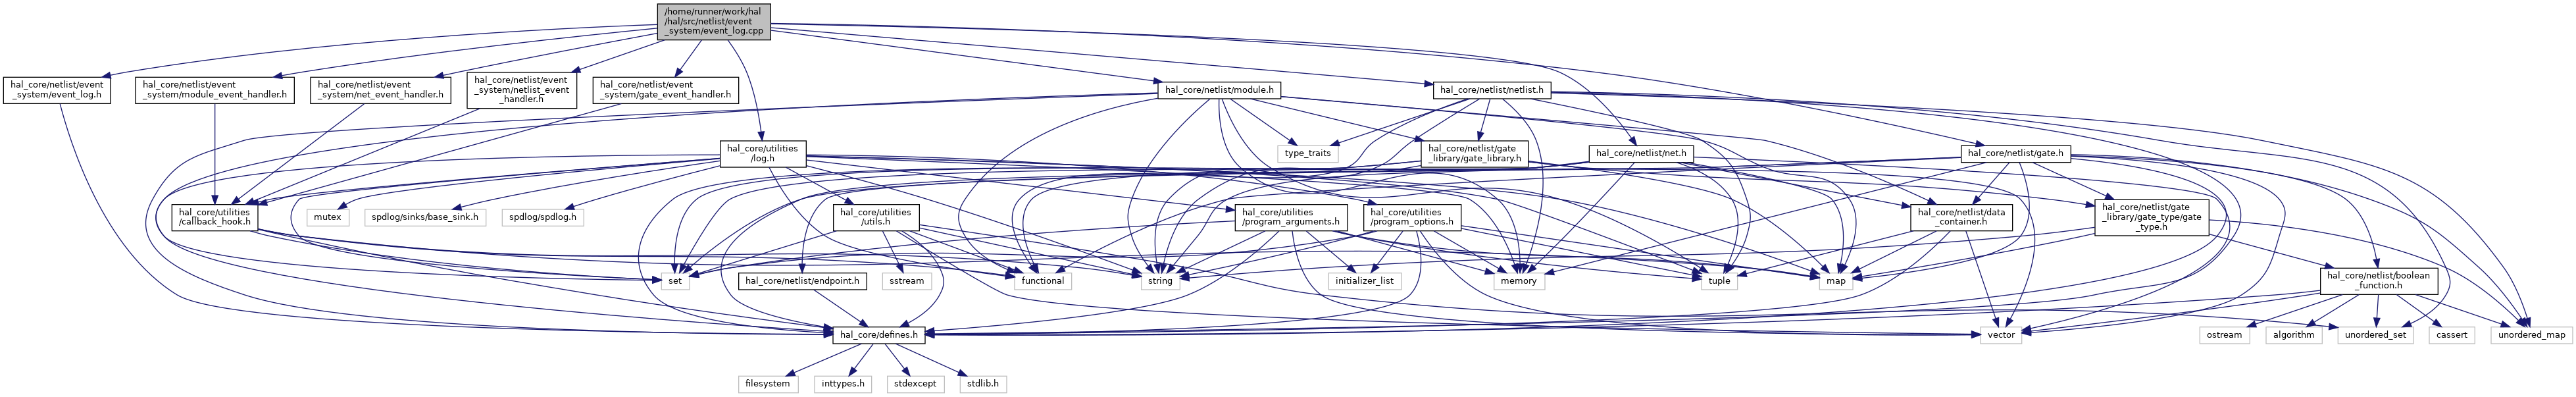 /home/runner/work/hal
/hal/src/netlist/event
_system/event_log.cpp
hal_core/netlist/event
_system/event_log.h
hal_core/netlist/event
_system/module_event_handler.h
hal_core/netlist/event
_system/net_event_handler.h
hal_core/netlist/event
_system/netlist_event
_handler.h
hal_core/netlist/event
_system/gate_event_handler.h
hal_core/netlist/module.h
hal_core/netlist/netlist.h
hal_core/utilities
/log.h
type_traits
hal_core/netlist/gate
_library/gate_library.h
hal_core/netlist/net.h
hal_core/netlist/gate.h
hal_core/utilities
/callback_hook.h
mutex
spdlog/sinks/base_sink.h
spdlog/spdlog.h
hal_core/utilities
/utils.h
hal_core/utilities
/program_arguments.h
hal_core/utilities
/program_options.h
hal_core/netlist/data
_container.h
hal_core/netlist/gate
_library/gate_type/gate
_type.h
set
hal_core/netlist/endpoint.h
sstream
functional
string
initializer_list
memory
tuple
map
hal_core/netlist/boolean
_function.h
hal_core/defines.h
vector
ostream
algorithm
unordered_set
cassert
unordered_map
filesystem
inttypes.h
stdexcept
stdlib.h